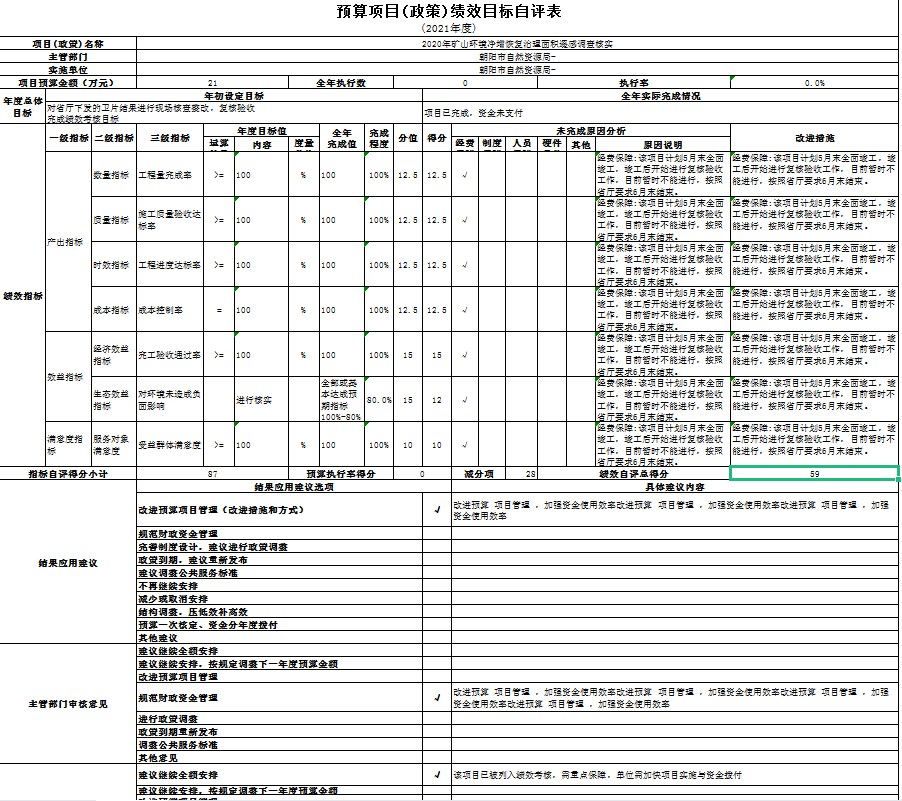 预算项目(政策)绩效目标自评表
(2021年度)
项目(政策)名称 2020年矿山环境净增恢复治理面积遥感调查核实
主管部门 朝阳市自然资源局-
实施单位 朝阳市自然资源局-
项目预算金额（万元） 21 全年执行数 0 执行率 0.0%
年度总体目标 年初设定目标 全年实际完成情况
对省厅下发的卫片结果进行现场核查整改，复核验收
完成绩效考核目标
项目已完成，资金未支付
绩效指标 一级指标 二级指标 三级指标 年度目标值 全年完成值 完成程度 分值 得分 未完成原因分析 改进措施
运算 内容 度量 经费 制度 人员 硬件 其他 原因说明
产出指标 数量指标 工程量完成率 >= 100 % 100 100% 12.5 12.5 √ 经费保障:该项目计划5月末全面竣工，竣工后开始进行复核验收工作，目前暂时不能进行，按照省厅要求6月末结束。 经费保障:该项目计划5月末全面竣工，竣工后开始进行复核验收工作，目前暂时不能进行，按照省厅要求6月末结束。
质量指标 施工质量验收达标率 >= 100 % 100 100% 12.5 12.5 √ 经费保障:该项目计划5月末全面竣工，竣工后开始进行复核验收工作，目前暂时不能进行，按照省厅要求6月末结束。 经费保障:该项目计划5月末全面竣工，竣工后开始进行复核验收工作，目前暂时不能进行，按照省厅要求6月末结束。
时效指标 工程进度达标率 >= 100 % 100 100% 12.5 12.5 √ 经费保障:该项目计划5月末全面竣工，竣工后开始进行复核验收工作，目前暂时不能进行，按照省厅要求6月末结束。 经费保障:该项目计划5月末全面竣工，竣工后开始进行复核验收工作，目前暂时不能进行，按照省厅要求6月末结束。
成本指标 成本控制率 = 100 % 100 100% 12.5 12.5 √ 经费保障:该项目计划5月末全面竣工，竣工后开始进行复核验收工作，目前暂时不能进行，按照省厅要求6月末结束。 经费保障:该项目计划5月末全面竣工，竣工后开始进行复核验收工作，目前暂时不能进行，按照省厅要求6月末结束。
效益指标 经济效益指标 完工验收通过率 >= 100 % 100 100% 15 15 √ 经费保障:该项目计划5月末全面竣工，竣工后开始进行复核验收工作，目前暂时不能进行，按照省厅要求6月末结束。 经费保障:该项目计划5月末全面竣工，竣工后开始进行复核验收工作，目前暂时不能进行，按照省厅要求6月末结束。
生态效益指标 对环境未造成负面影响 进行核实 全部或基本达成预期指标100%-80% 80.0% 15 12 √ 经费保障:该项目计划5月末全面竣工，竣工后开始进行复核验收工作，目前暂时不能进行，按照省厅要求6月末结束。 经费保障:该项目计划5月末全面竣工，竣工后开始进行复核验收工作，目前暂时不能进行，按照省厅要求6月末结束。
满意度指标 服务对象满意度 受益群体满意度 >= 100 % 100 100% 10 10 √ 经费保障:该项目计划5月末全面竣工，竣工后开始进行复核验收工作，目前暂时不能进行，按照省厅要求6月末结束。 经费保障:该项目计划5月末全面竣工，竣工后开始进行复核验收工作，目前暂时不能进行，按照省厅要求6月末结束。
指标自评得分小计 87 预算执行率得分 0 减分项 28 绩效自评总得分 59
结果应用建议 结果应用建议选项 具体建议内容
改进预算项目管理（改进措施和方式） √ 改进预算 项目管理 ，加强资金使用效率改进预算 项目管理 ，加强资金使用效率改进预算 项目管理 ，加强
资金使用效率
规范财政资金管理
完善制度设计，建议进行政策调整
政策到期，建议重新发布
建议调整公共服务标准
不再继续安排
减少或取消安排
结构调整，压低效补高效
预算一次核定、资金分年度拨付
其他建议
主管部门审核意见 建议继续全额安排
建议继续安排，按规定调整下一年度预算金额
改进预算项目管理
规范财政资金管理 √ 改进预算 项目管理 ，加强资金使用效率改进预算 项目管理 ，加强资金使用效率改进预算 项目管理 ，加强
资金使用效率改进预算 项目管理 ，加强资金使用效率
进行政策调整
政策到期重新发布
调整公共服务标准
其他意见
建议继续全额安排 √ 该项目已被列入绩效考核，需重点保障，单位需加快项目实施与资金拨付
建议继续安排，按规定调整下一年度预算金额